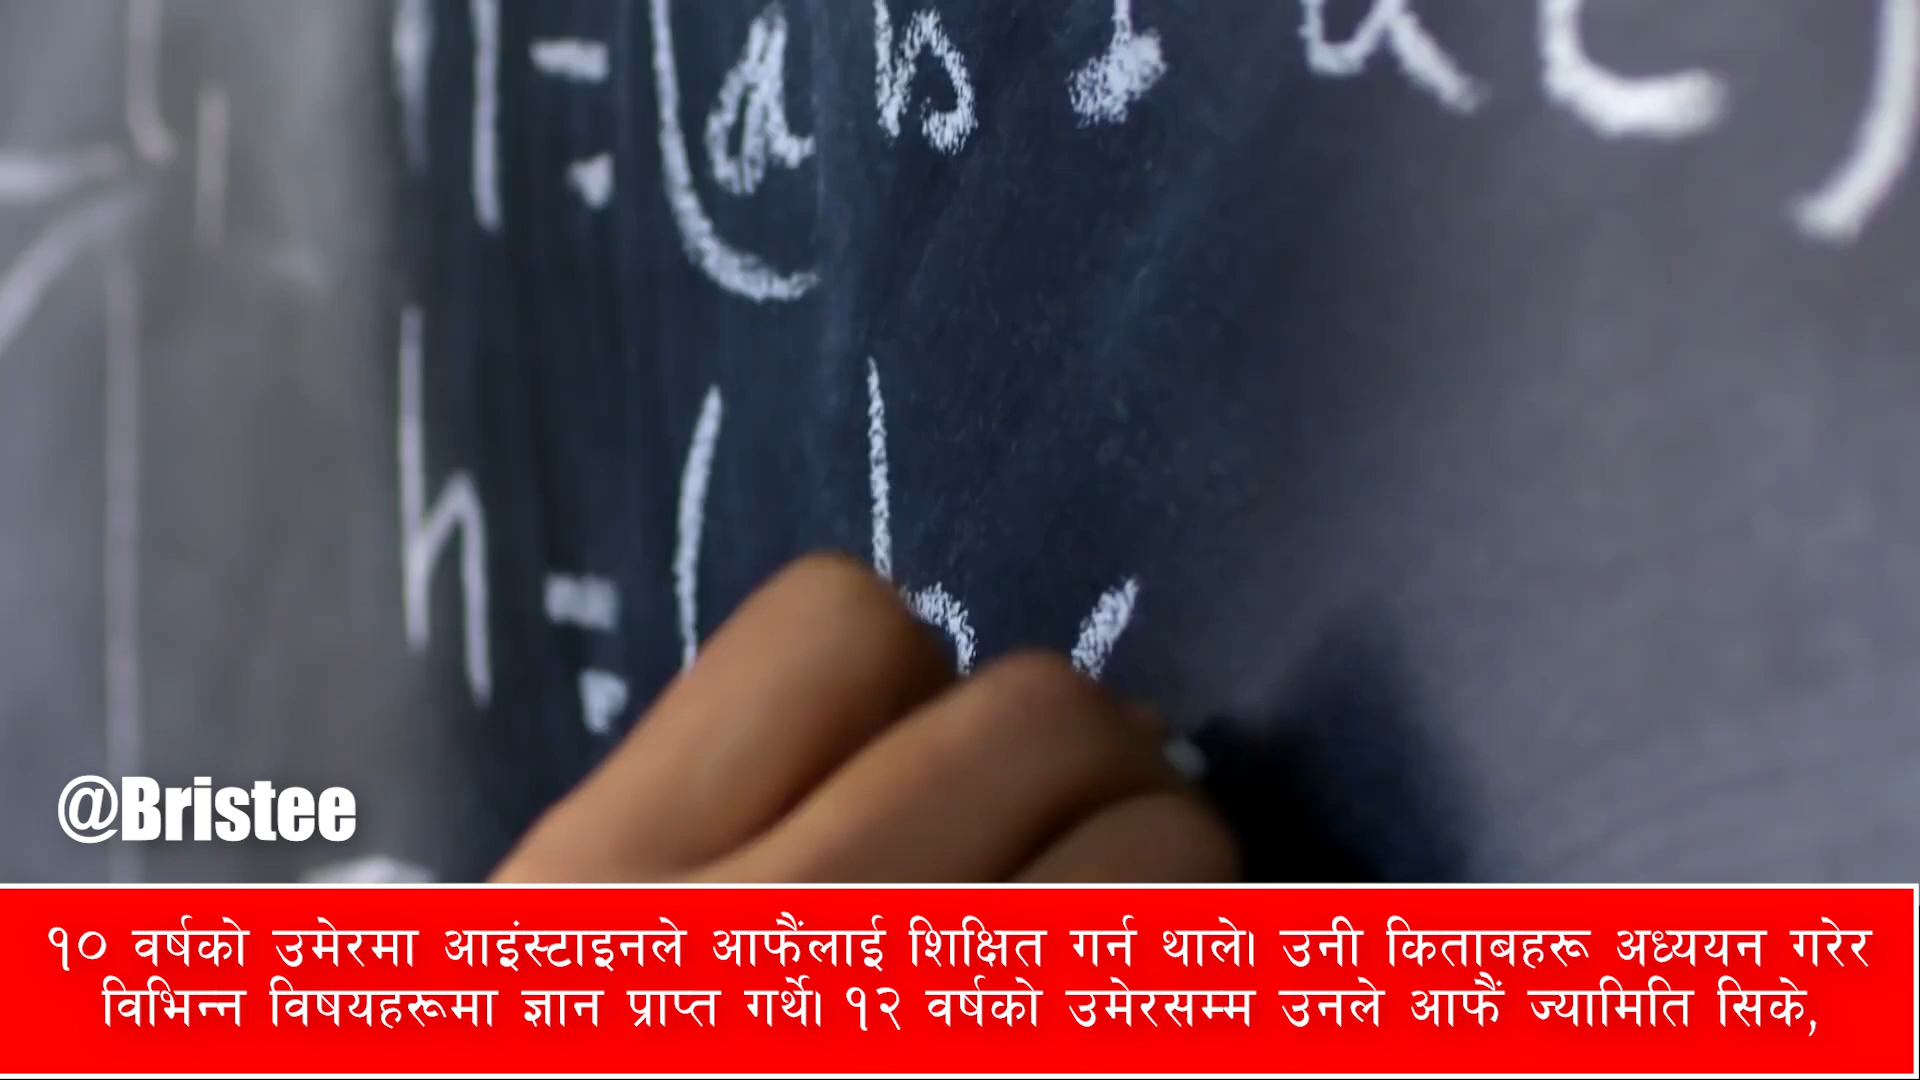 =(
h =(
@Bristee
१० वर्षको उमेरमा आइंस्टाइनले आफैंलाई शिक्षित गर्न थाले। उनी किताबहरू अध्ययन गरेर
विभिन्न विषयहरूमा ज्ञान प्राप्त गर्थे। १२ वर्षको उमेरसम्म उनले आफैं ज्यामिति सिके,